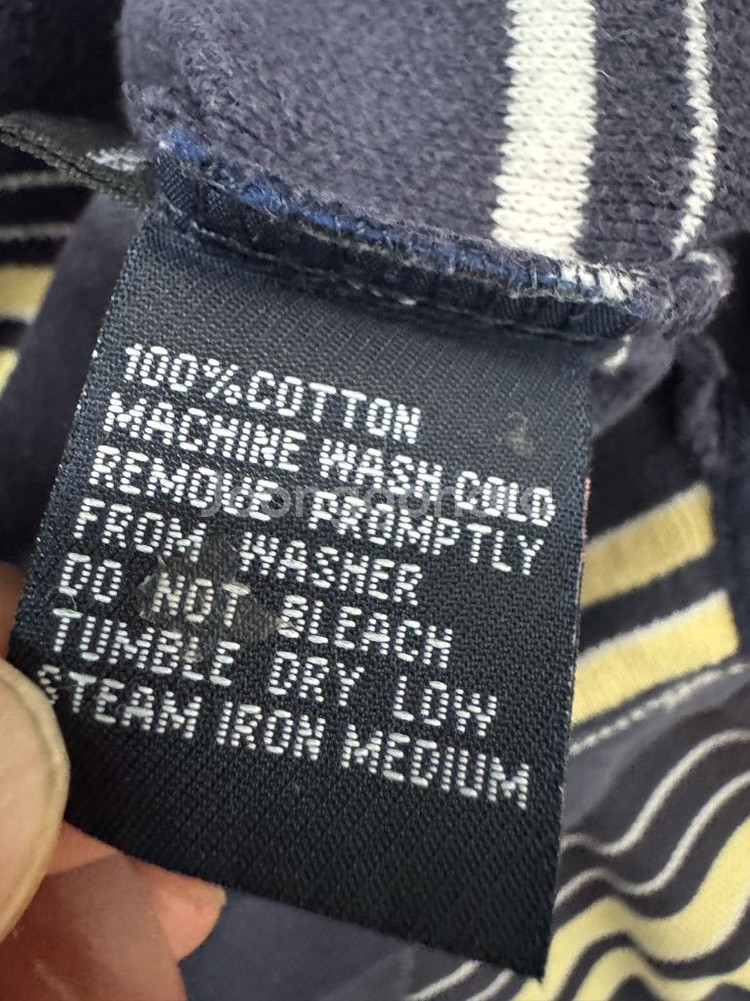 100%COTTON
MACHINE WASH COLD
REMOVE PROMPTLY
FROM WASHER
DO NOT BLEACH
TUMBLE DRY LOW
STEAM IRON MEDIUM